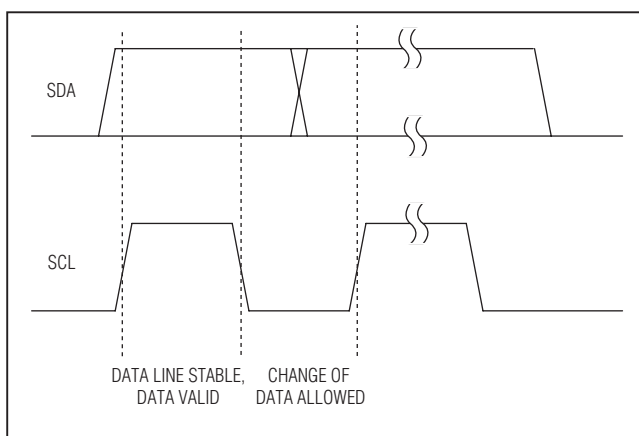 SDA
SCL
DATA LINE STABLE,
DATA VALID
CHANGE OF
DATA ALLOWED